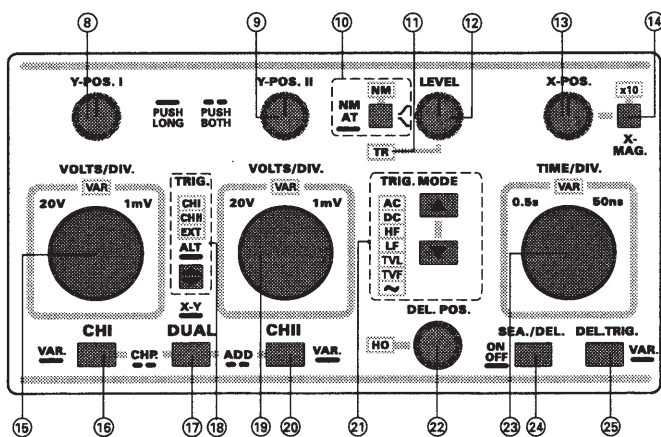 8 9 10 11 12 13 14
Y-POS. I Y-POS. II NM LEVEL X-POS. x10
PUSH LONG PUSH BOTH NM AT
TR X-MAG.
VOLTS/DIV. TRIG. VOLTS/DIV. TRIG. MODE TIME/DIV.
VAR VAR VAR
20V 1mV 20V 1mV 0.5s 50ns
CHI
CHII
EXT
ALT
AC
DC
HF
LF
TVL
TVF
~
X-Y DEL. POS.
CHI DUAL CHII HO SEA./DEL. DEL.TRIG.
VAR. CHP. ADD VAR. ON OFF VAR.
15 16 17 18 19 20 21 22 23 24 25